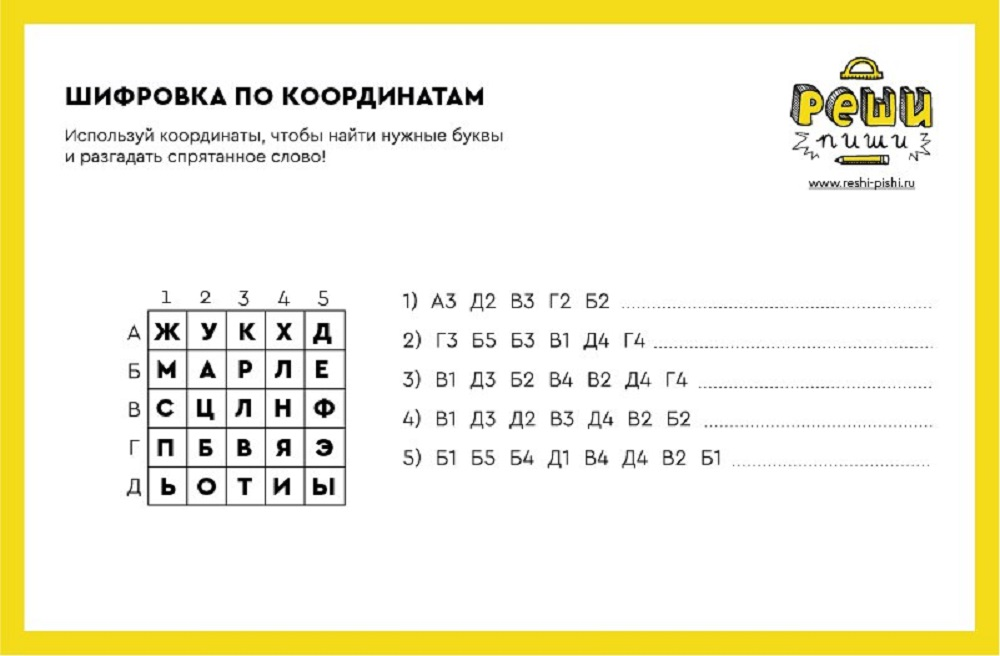 ШИФРОВКА ПО КООРДИНАТАМ
Используй координаты, чтобы найти нужные буквы
и разгадать спрятанное слово!
РЕШИ
пиши
www.reshi-pishi.ru
1 2 3 4 5
А Ж У К Х Д
Б М А Р Л Е
В С Ц Л Н Ф
Г П Б В Я Э
Д Ь О Т И Ы
1) А3 Д2 В3 Г2 Б2
2) Г3 Б5 Б3 В1 Д4 Г4
3) В1 Д3 Б2 В4 В2 Д4 Г4
4) В1 Д3 Д2 В3 Д4 В2 Б2
5) Б1 Б5 Б4 Д1 В4 Д4 В2 Б1